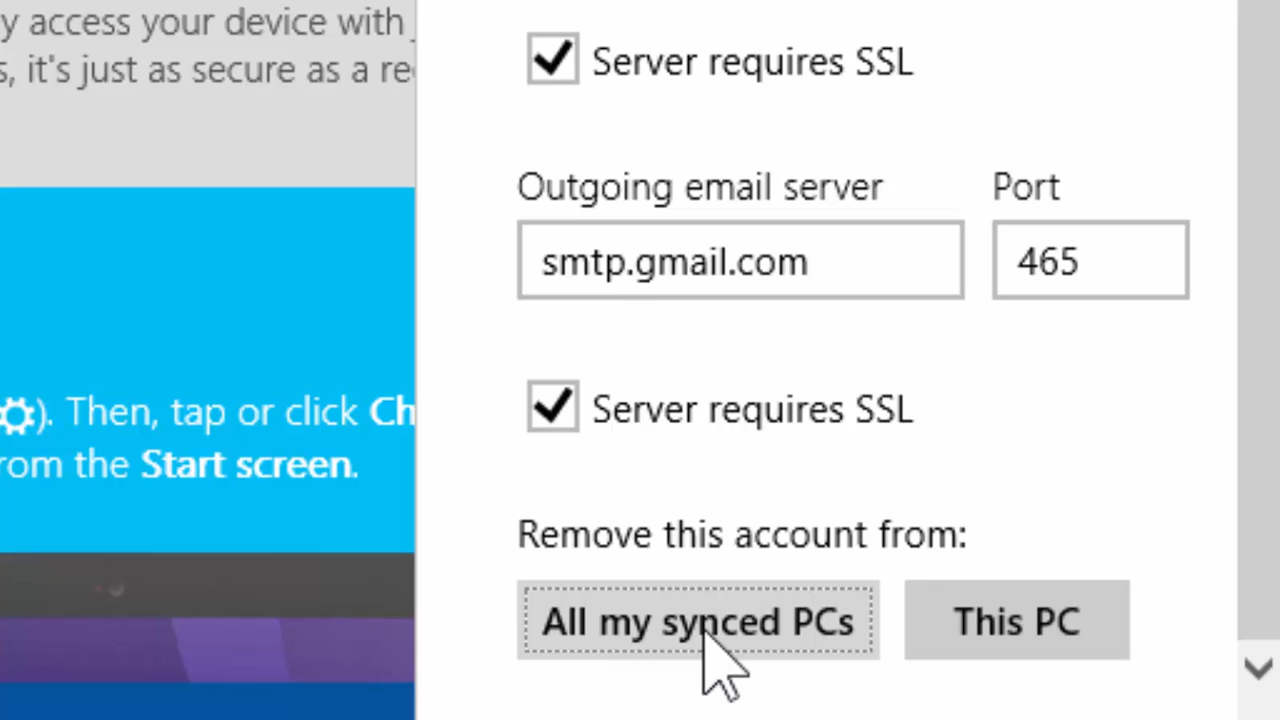 y access your device with
s, it's just as secure as a re
Server requires SSL
Outgoing email server
Port
smtp.gmail.com
465
). Then, tap or click Ch
rom the Start screen.
Server requires SSL
Remove this account from:
All my synced PCs
This PC